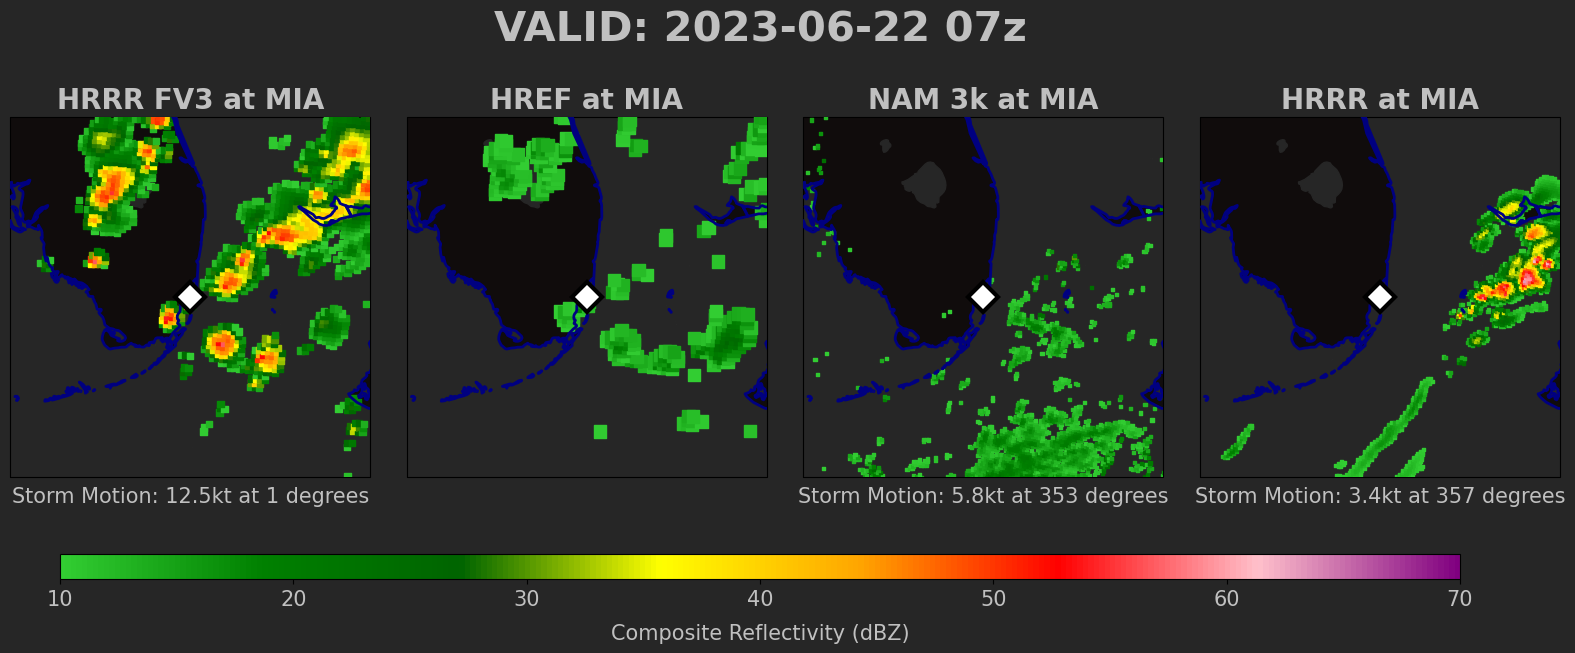 VALID: 2023-06-22 07z
HRRR FV3 at MIA
HREF at MIA
NAM 3k at MIA
HRRR at MIA
Storm Motion: 12.5kt at 1 degrees
Storm Motion: 5.8kt at 353 degrees
Storm Motion: 3.4kt at 357 degrees
10 20 30 40 50 60 70
Composite Reflectivity (dBZ)